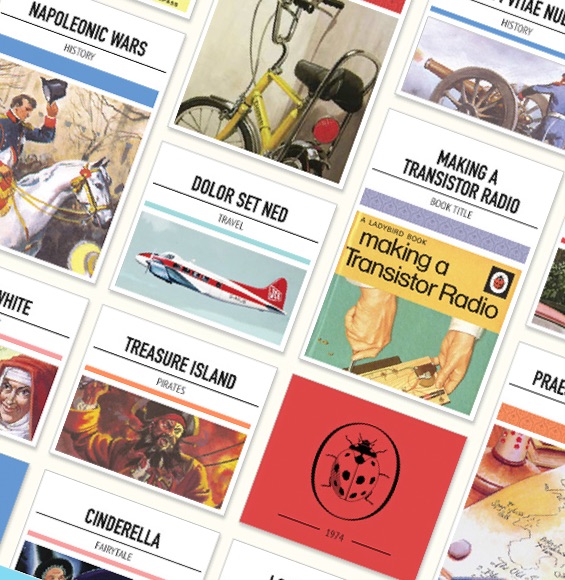 NAPOLEONIC WARS
HISTORY
VITAE
HISTORY
DOLOR SET NED
TRAVEL
MAKING A
TRANSISTOR RADIO
BOOK TITLE
A LADYBIRD BOOK
making a
Transistor Radio
WHITE
TREASURE ISLAND
PIRATES
1974
CINDERELLA
FAIRYTALE